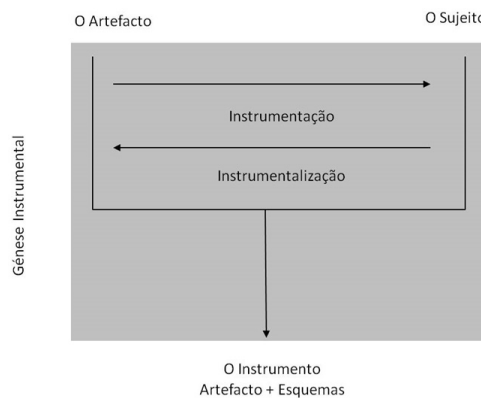 O Artefacto
O Sujeito
Instrumentação
Instrumentalização
Génese Instrumental
O Instrumento
Artefacto + Esquemas